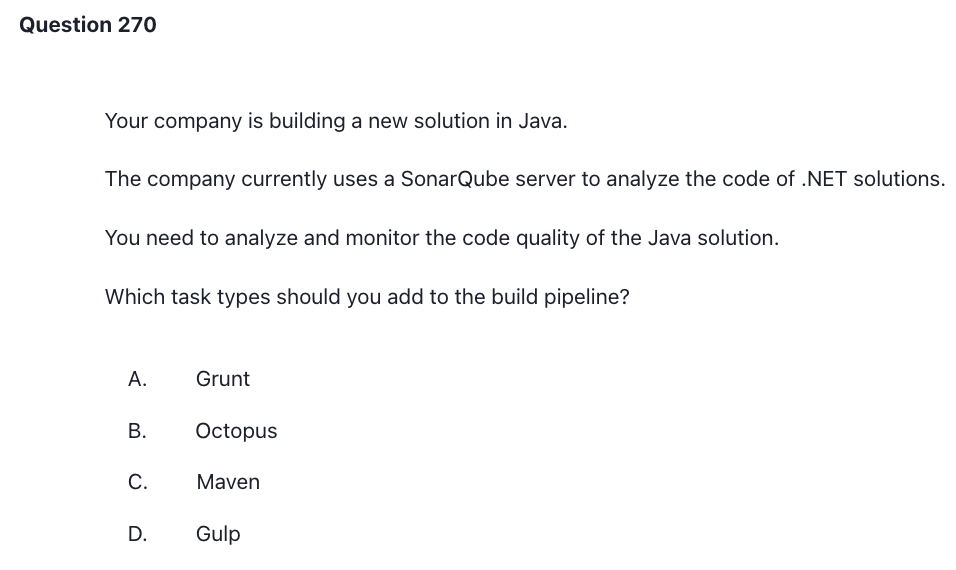 Question 270
Your company is building a new solution in Java.
The company currently uses a SonarQube server to analyze the code of .NET solutions.
You need to analyze and monitor the code quality of the Java solution.
Which task types should you add to the build pipeline?
A. Grunt
B. Octopus
C. Maven
D. Gulp